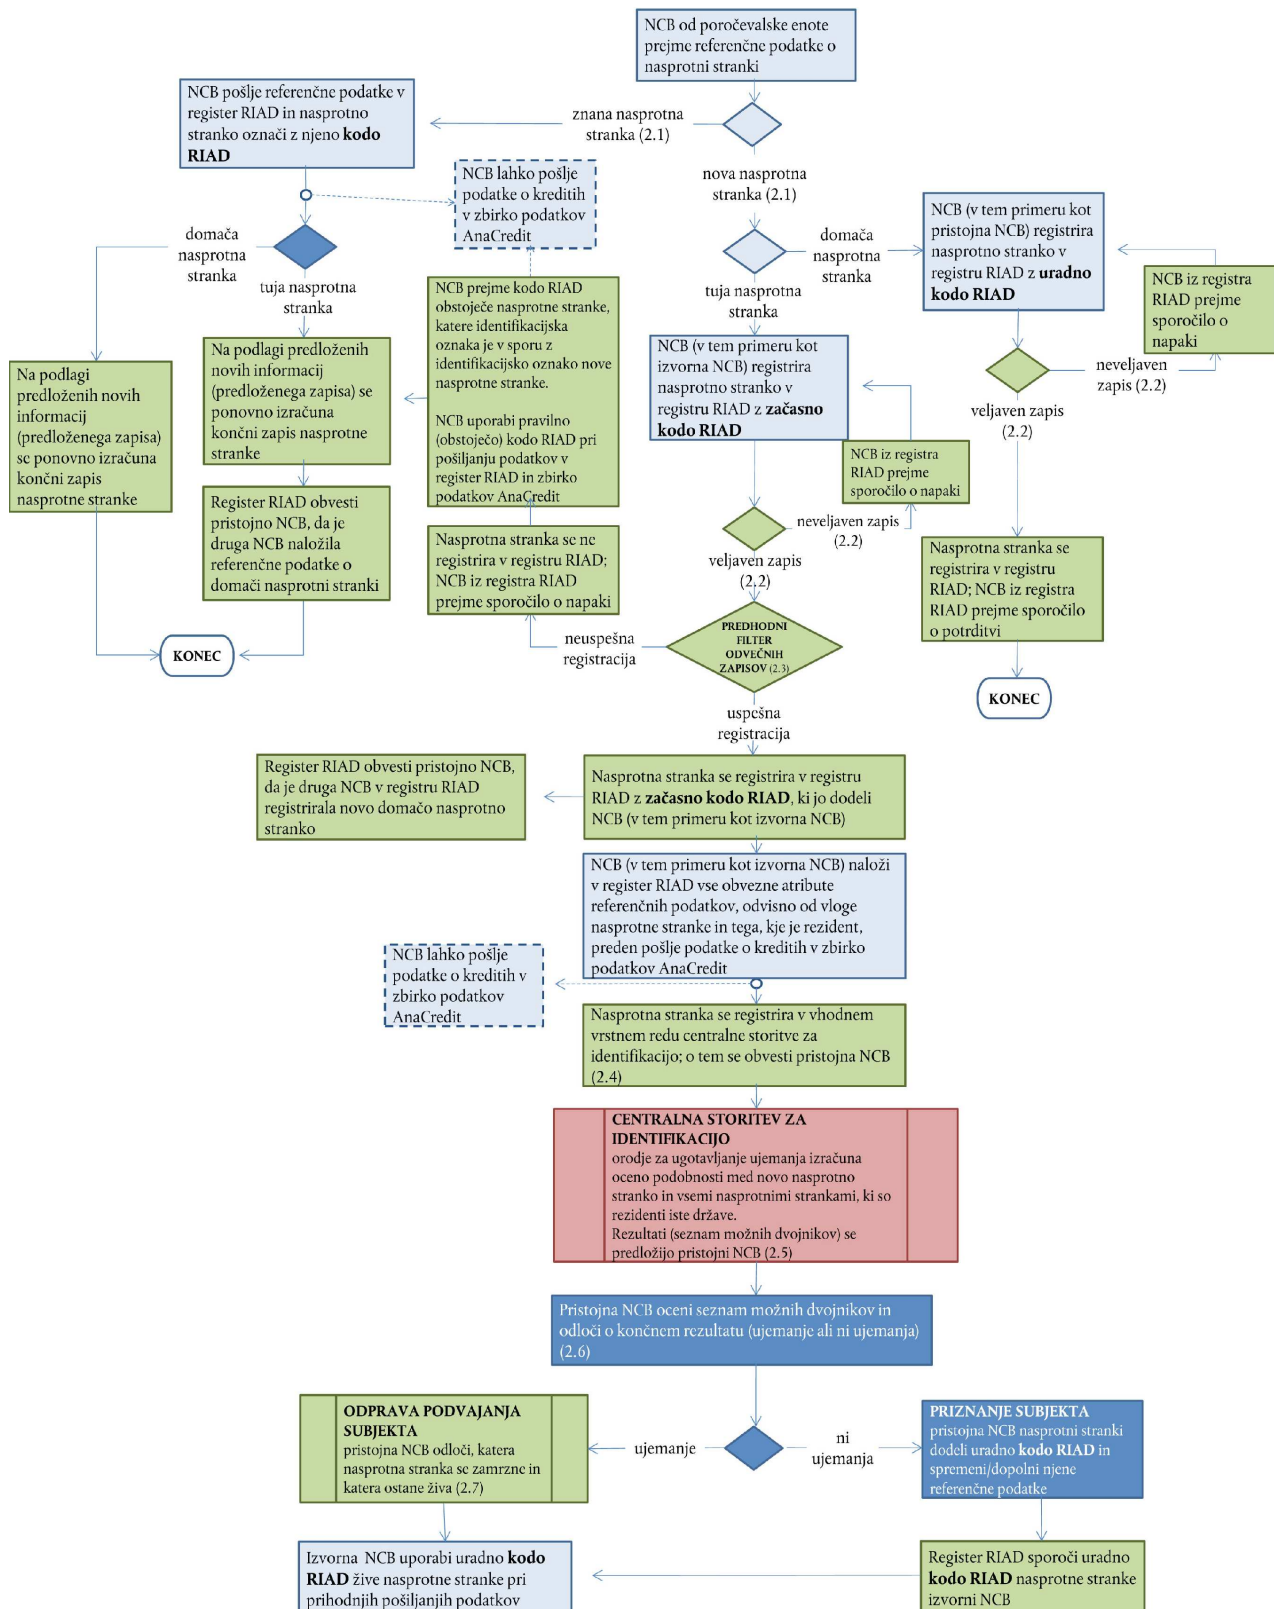 NCB od poročevalske enote
prejme referenčne podatke o
nasprotni stranki
NCB pošlje referenčne podatke v
register RIAD in nasprotno
stranko označi z njeno kodo
RIAD
znana nasprotna
stranka (2.1)
nova nasprotna
stranka (2.1)
NCB lahko pošlje
podatke o kreditih
v zbirko podatkov
AnaCredit
domača
nasprotna
stranka
tuja nasprotna
stranka
domača
nasprotna
stranka
tuja nasprotna
stranka
NCB (v tem primeru kot
pristojna NCB) registrira
nasprotno stranko v
registru RIAD z uradno
kodo RIAD
NCB iz registra
RIAD prejme
sporočilo o
napaki
neveljaven
zapis (2.2)
veljaven zapis
(2.2)
NCB prejme kodo RIAD
obstoječe nasprotne stranke,
katere identifikacijska
oznaka je v sporu z
identifikacijsko oznako nove
nasprotne stranke.
NCB uporabi pravilno
(obstoječo) kodo RIAD pri
pošiljanju podatkov v
register RIAD in zbirko
podatkov AnaCredit
NCB (v tem primeru kot
izvorna NCB) registrira
nasprotno stranko v
registru RIAD z začasno
kodo RIAD
Na podlagi
predloženih novih
informacij
(predloženega zapisa)
se ponovno izračuna
končni zapis
nasprotne stranke
Na podlagi predloženih
novih informacij
(predloženega zapisa) se
ponovno izračuna
končni zapis nasprotne
stranke
Register RIAD obvesti
pristojno NCB, da je
druga NCB naložila
referenčne podatke o
domači nasprotni stranki
NCB iz registra
RIAD prejme
sporočilo o napaki
neveljaven zapis
(2.2)
veljaven zapis
(2.2)
Nasprotna stranka se ne
registrira v registru RIAD;
NCB iz registra RIAD
prejme sporočilo o napaki
Nasprotna stranka se
registrira v registru
RIAD; NCB iz registra
RIAD prejme sporočilo
o potrditvi
KONEC
neuspešna
registracija
PREDHODNI
FILTER
ODVEČNIH
ZAPISOV (2.3)
KONEC
uspešna
registracija
Register RIAD obvesti pristojno NCB,
da je druga NCB v registru RIAD
registrirala novo domačo nasprotno
stranko
Nasprotna stranka se registrira v registru
RIAD z začasno kodo RIAD, ki jo dodeli
NCB (v tem primeru kot izvorna NCB)
NCB (v tem primeru kot izvorna NCB) naloži
v register RIAD vse obvezne atribute
referenčnih podatkov, odvisno od vloge
nasprotne stranke in tega, kje je rezident,
preden pošlje podatke o kreditih v zbirko
podatkov AnaCredit
NCB lahko pošlje
podatke o kreditih v
zbirko podatkov
AnaCredit
Nasprotna stranka se registrira v vhodnem
vrstnem redu centralne storitve za
identifikacijo; o tem se obvesti pristojna NCB
(2.4)
CENTRALNA STORITEV ZA
IDENTIFIKACIJO
orodje za ugotavljanje ujemanja izračuna
oceno podobnosti med novo nasprotno
stranko in vsemi nasprotnimi strankami, ki so
rezidenti iste države.
Rezultati (seznam možnih dvojnikov) se
predložijo pristojni NCB (2.5)
Pristojna NCB oceni seznam možnih dvojnikov in
odloči o končnem rezultatu (ujemanje ali ni ujemanja)
(2.6)
ODPRAVA PODVAJANJA
SUBJEKTA
pristojna NCB odloči, katera
nasprotna stranka se zamrzne in
katera ostane živa (2.7)
ujemanje
ni
ujemanja
PRIZNANJE SUBJEKTA
pristojna NCB nasprotni stranki
dodeli uradno kodo RIAD in
spremeni/dopolni njene
referenčne podatke
Izvorna NCB uporabi uradno kodo
RIAD žive nasprotne stranke pri
prihodnjih pošiljanjih podatkov
Register RIAD sporoči uradno
kodo RIAD nasprotne stranke
izvorni NCB